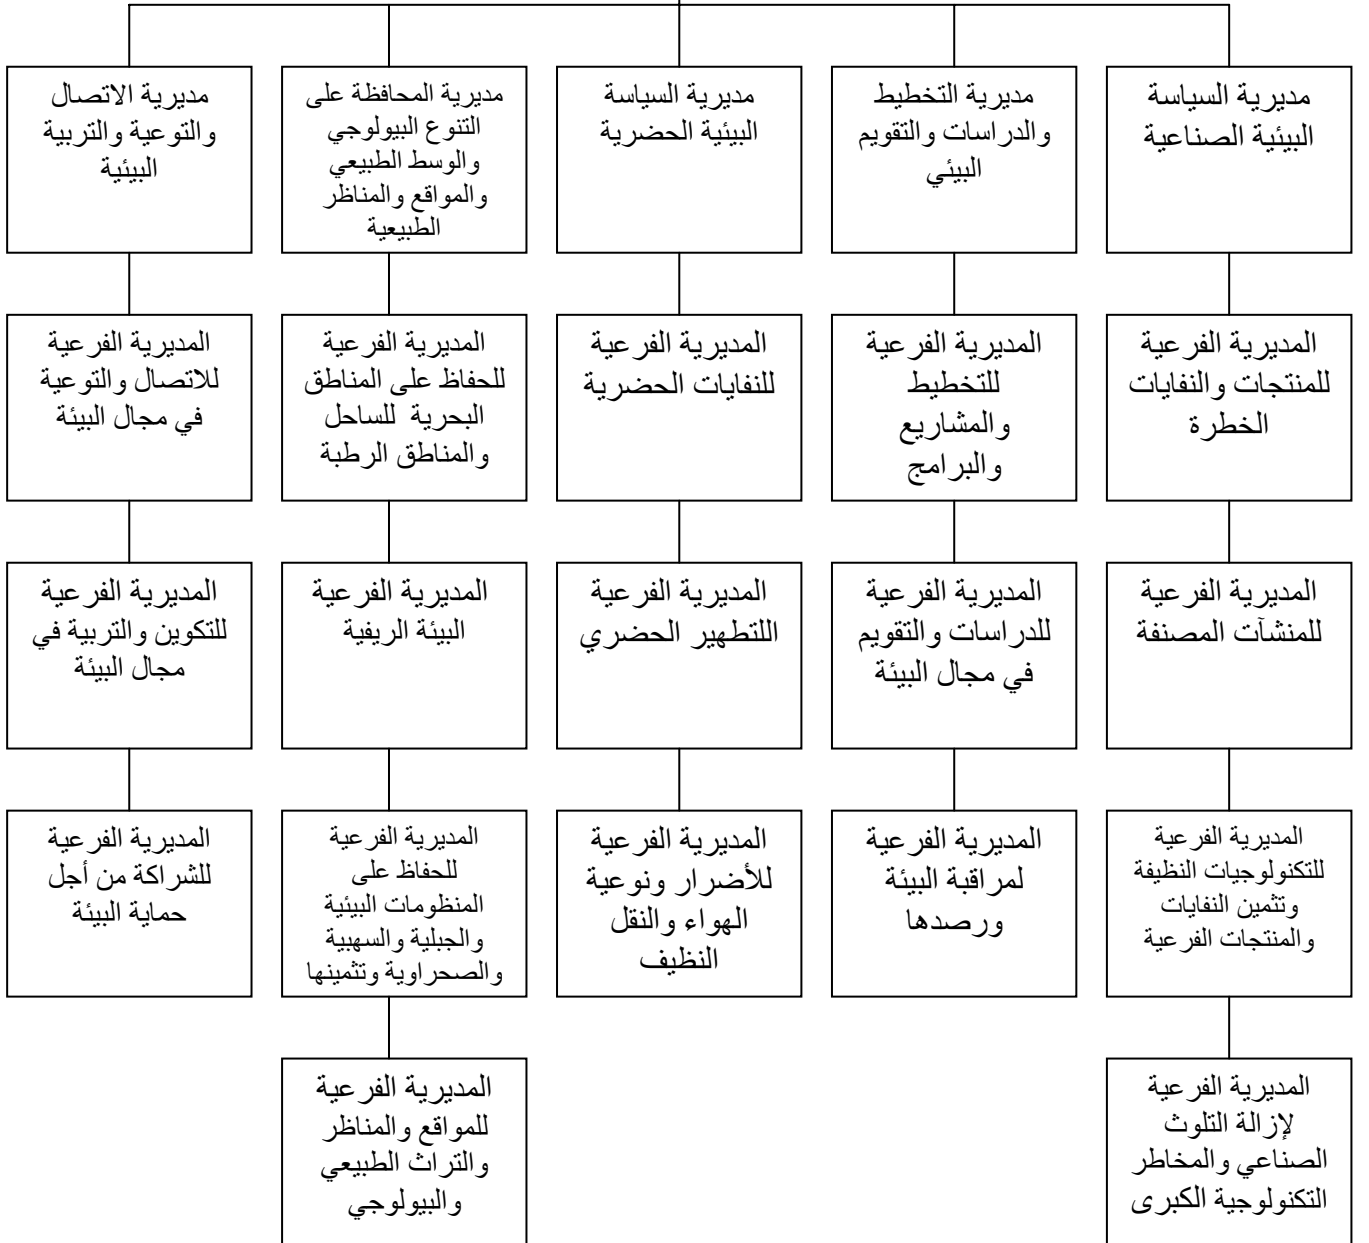 مديرية السياسة
البيئية الصناعية
مديرية التخطيط
والدراسات والتقويم
البيئي
مديرية السياسة
البيئية الحضرية
مديرية المحافظة على
التنوع البيولوجي
والوسط الطبيعي
والمواقع والمناظر
الطبيعية
مديرية الاتصال
والتوعية والتربية
البيئية
المديرية الفرعية
للمنتجات والنفايات
الخطرة
المديرية الفرعية
للتخطيط
والمشاريع
والبرامج
المديرية الفرعية
للنفايات الحضرية
المديرية الفرعية
للحفاظ على المناطق
البحرية للساحل
والمناطق الرطبة
المديرية الفرعية
للاتصال والتوعية
في مجال البيئة
المديرية الفرعية
للمنشآت المصنفة
المديرية الفرعية
للدراسات والتقويم
في مجال البيئة
المديرية الفرعية
اللتطهير الحضري
المديرية الفرعية
البيئة الريفية
المديرية الفرعية
للتكوين والتربية في
مجال البيئة
المديرية الفرعية
للتكنولوجيات النظيفة
وتثمين النفايات
والمنتجات الفرعية
المديرية الفرعية
لمراقبة البيئة
ورصدها
المديرية الفرعية
للأضرار ونوعية
الهواء والنقل
النظيف
المديرية الفرعية
للحفاظ على
المنظومات البيئية
والجبلية والسهبية
والصحراوية وتثمينها
المديرية الفرعية
للشراكة من أجل
حماية البيئة
المديرية الفرعية
لإزالة التلوث
الصناعي والمخاطر
التكنولوجية الكبرى
المديرية الفرعية
للمواقع والمناظر
والتراث الطبيعي
والبيولوجي